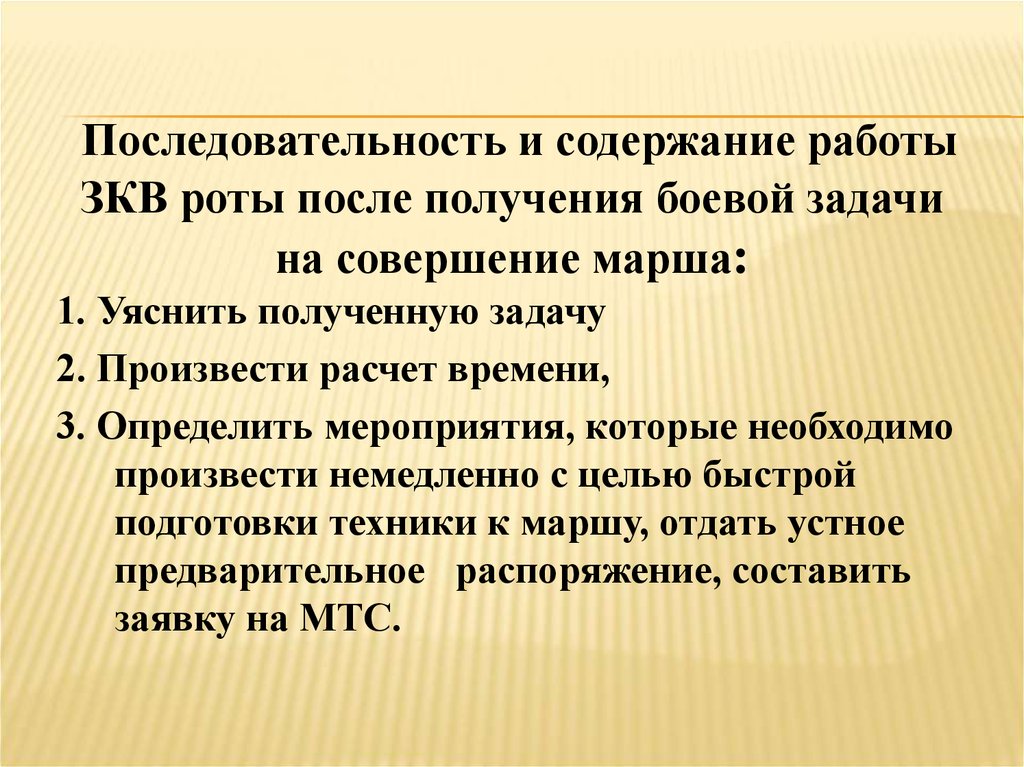 Последовательность и содержание работы
ЗКВ роты после получения боевой задачи
на совершение марша:
1. Уяснить полученную задачу
2. Произвести расчет времени,
3. Определить мероприятия, которые необходимо
произвести немедленно с целью быстрой
подготовки техники к маршу, отдать устное
предварительное распоряжение, составить
заявку на МТС.